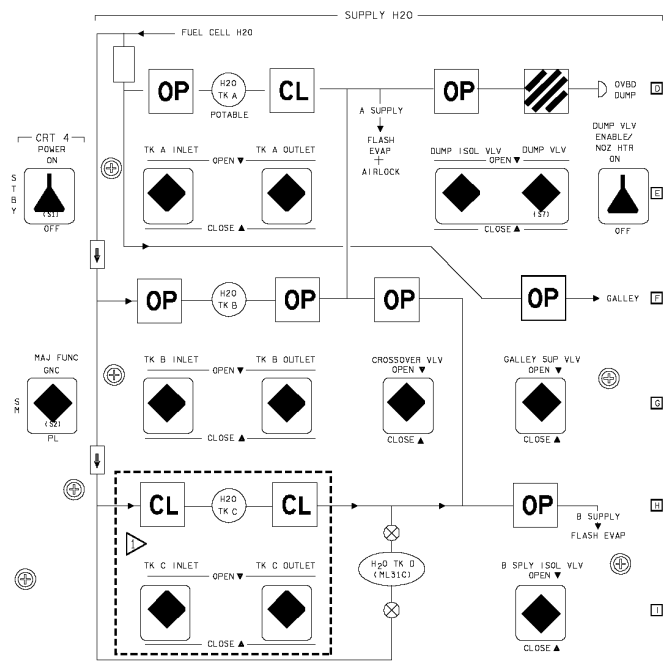 SUPPLY H2O
FUEL CELL H2O
OP
H2O
TK A
POTABLE
CL
OP
OVBD
DUMP
D
A SUPPLY
FLASH
EVAP
+
AIRLOCK
CRT 4
POWER
ON
STBY
(S1)
OFF
TK A INLET
TK A OUTLET
OPEN ▼
CLOSE ▲
DUMP ISOL VLV
DUMP VLV
OPEN ▼
(S7)
CLOSE ▲
DUMP VLV
ENABLE/
NOZ HTR
ON
OFF
E
OP
H2O
TK B
OP
OP
OP
GALLEY
F
MAJ FUNC
GNC
SM
(S2)
PL
TK B INLET
TK B OUTLET
OPEN ▼
CLOSE ▲
CROSSOVER VLV
OPEN ▼
CLOSE ▲
GALLEY SUP VLV
OPEN ▼
CLOSE ▲
G
CL
H2O
TK C
CL
OP
H
B SUPPLY
FLASH EVAP
1
TK C INLET
TK C OUTLET
OPEN ▼
CLOSE ▲
H2O TK D
(ML31C)
B SPLY ISOL VLV
OPEN ▼
CLOSE ▲
I